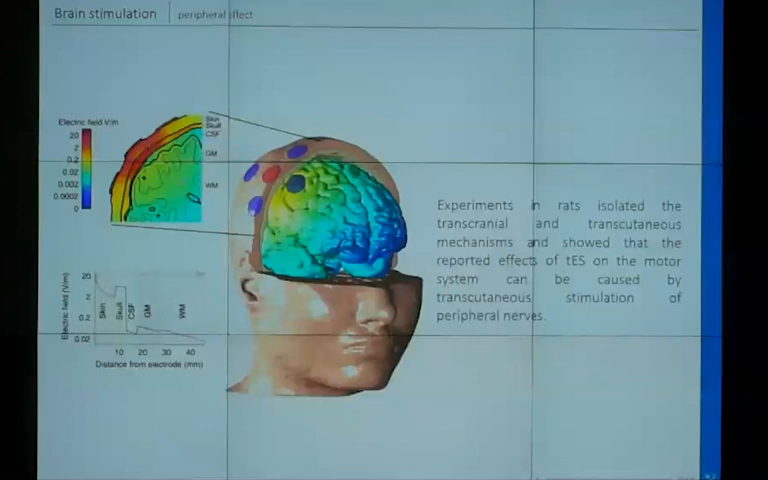 Brain stimulation
peripheral effect
Electric field V/m
20
2
0.2
0.02
0.002
0.0002
0
Skin
Skull
CSF
GM
WM
Experiments in rats isolated the
transcranial and transcutaneous
mechanisms and showed that the
reported effects of tES on the motor
system can be caused by
transcutaneous stimulation of
peripheral nerves.
Electric field (V/m)
20
2
0.2
0.02
Skin
Skull
CSF
GM
WM
10 20 30 40
Distance from electrode (mm)